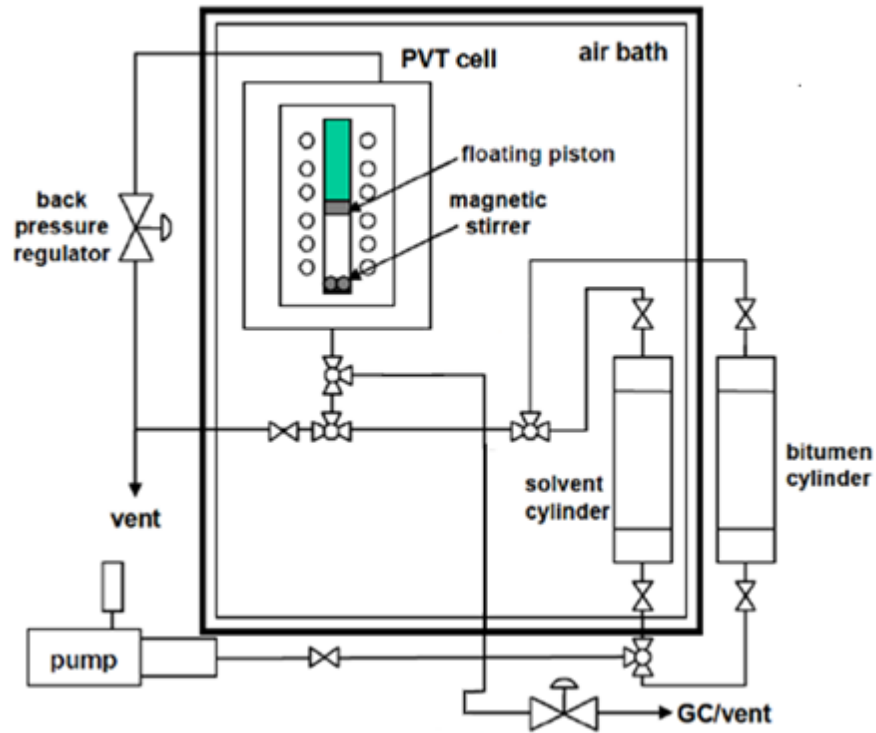 PVT cell
air bath
floating piston
magnetic
stirrer
back
pressure
regulator
solvent
cylinder
bitumen
cylinder
vent
pump
GC/vent